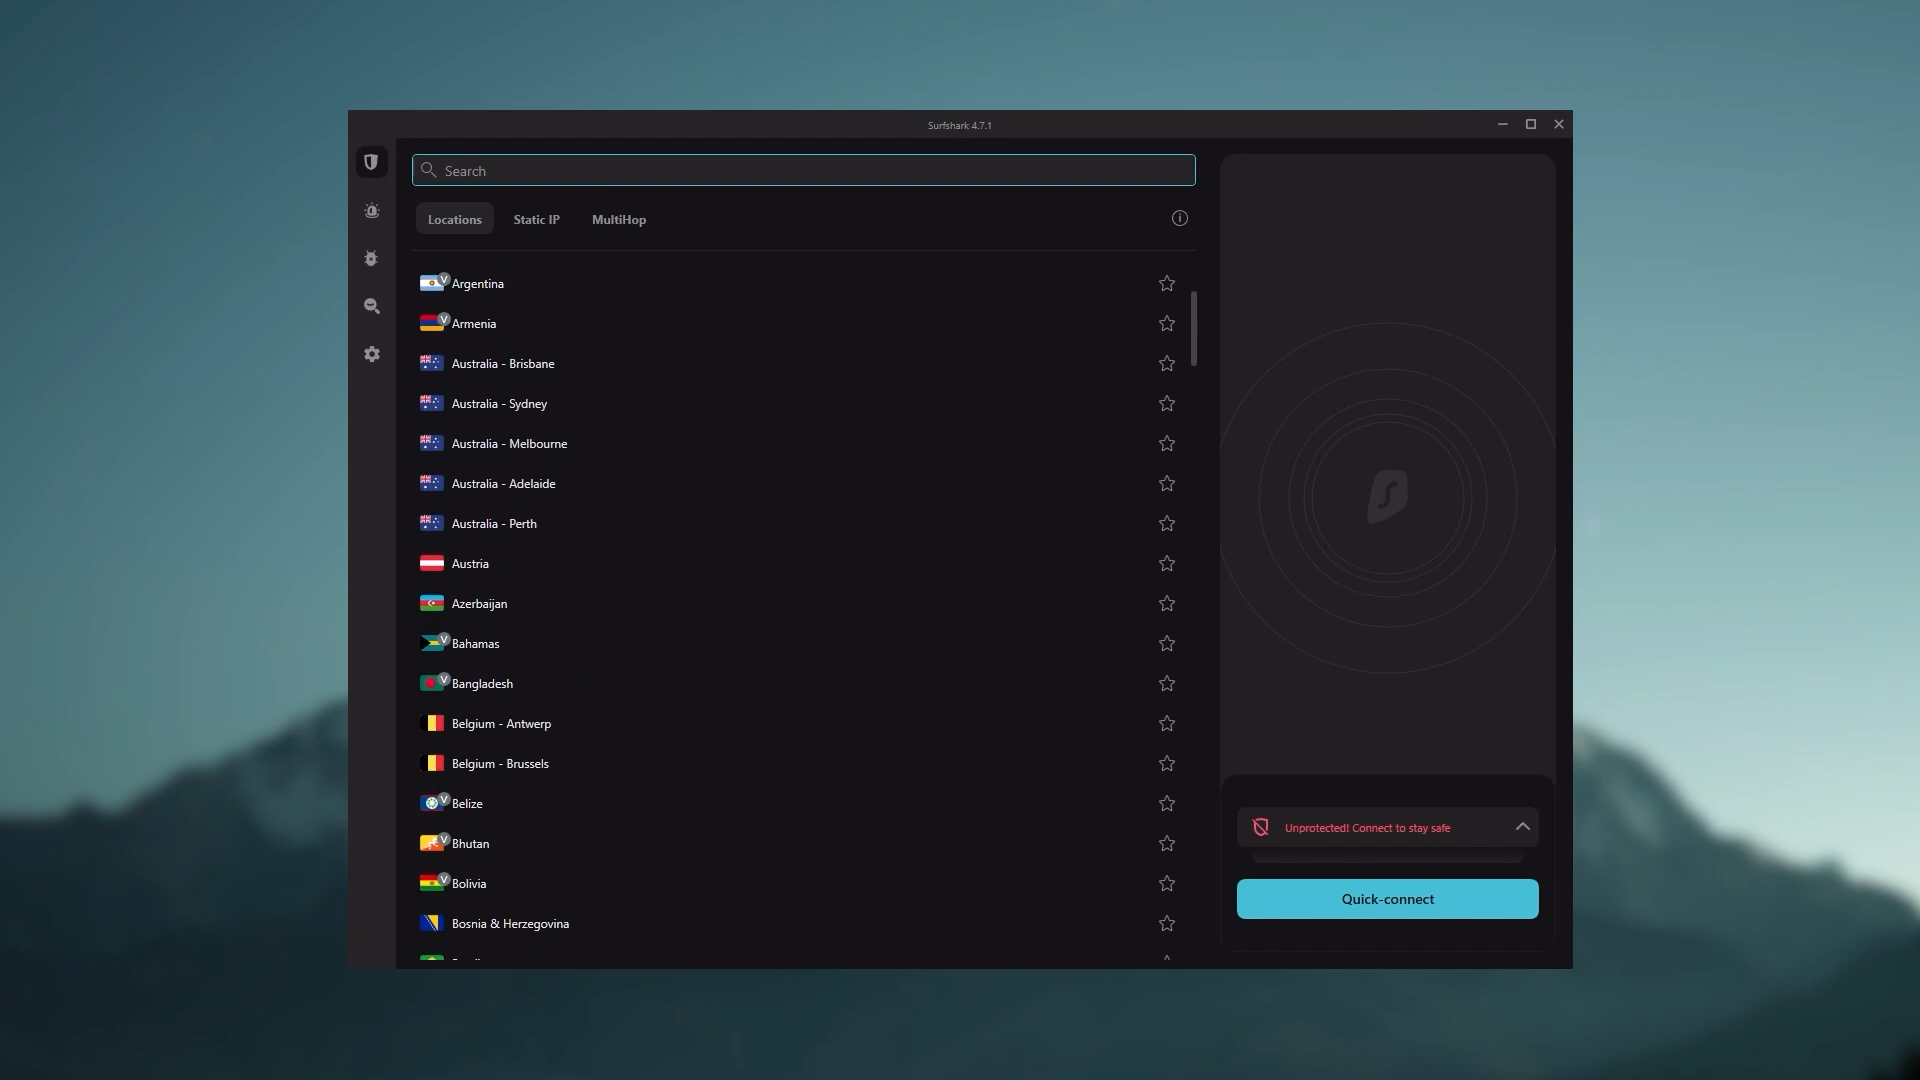 Surfshark 4.7.1
Search
Locations Static IP MultiHop
V Argentina
V Armenia
Australia - Brisbane
Australia - Sydney
Australia - Melbourne
Australia - Adelaide
Australia - Perth
Austria
Azerbaijan
V Bahamas
V Bangladesh
Belgium - Antwerp
Belgium - Brussels
V Belize
V Bhutan
V Bolivia
Bosnia & Herzegovina
Unprotected! Connect to stay safe
Quick-connect